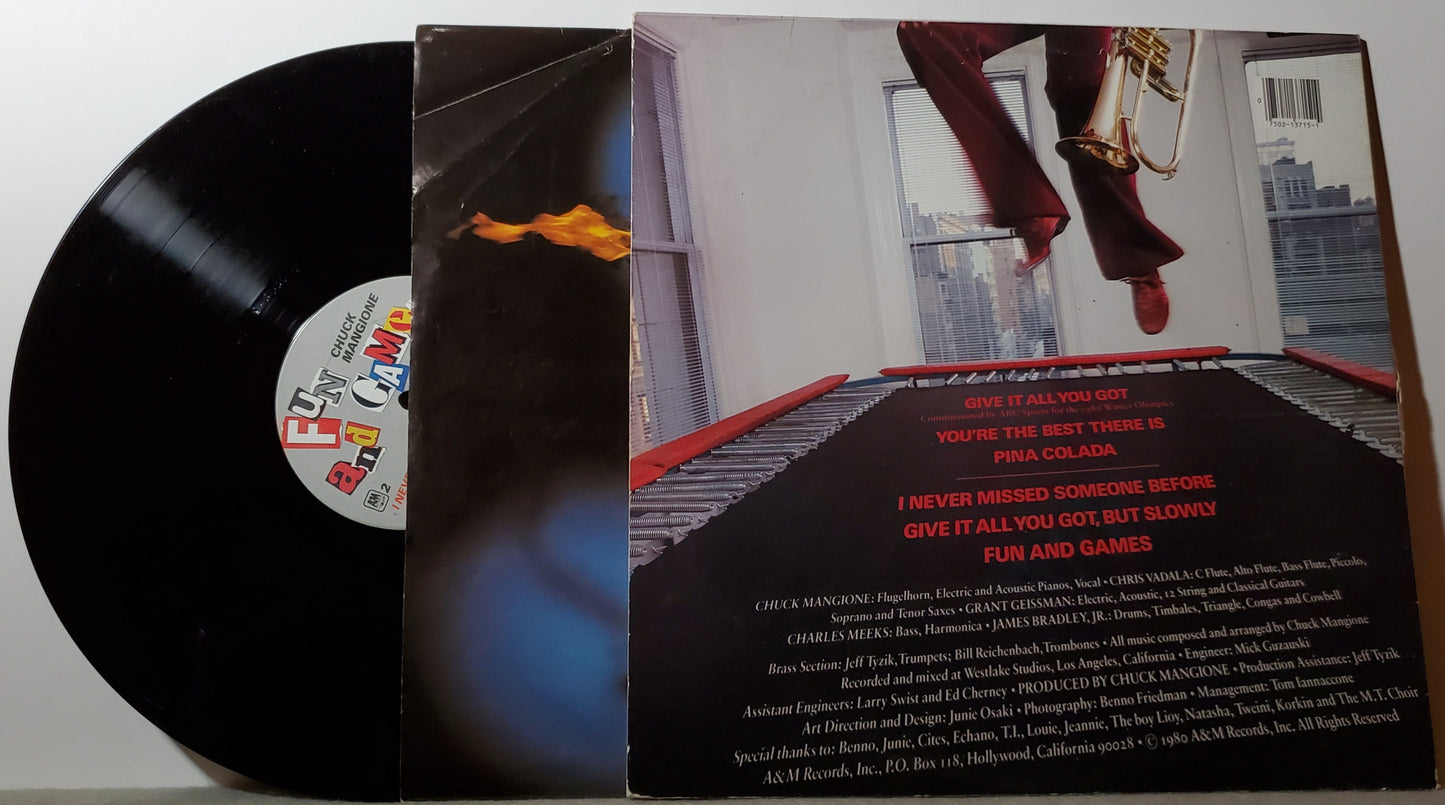 CHUCK
MANGIONE
FUN
and GAMES
A&M
2
I NEV
0
7502-13715-1
GIVE IT ALL YOU GOT
Commissioned by ABC Sports for the 1980 Winter Olympics
YOU'RE THE BEST THERE IS
PINA COLADA
I NEVER MISSED SOMEONE BEFORE
GIVE IT ALL YOU GOT, BUT SLOWLY
FUN AND GAMES
CHUCK MANGIONE: Flugelhorn, Electric and Acoustic Pianos, Vocal • CHRIS VADALA: C Flute, Alto Flute, Bass Flute, Piccolo,
Soprano and Tenor Saxes • GRANT GEISSMAN: Electric, Acoustic, 12 String and Classical Guitars
CHARLES MEEKS: Bass, Harmonica • JAMES BRADLEY, JR.: Drums, Timbales, Triangle, Congas and Cowbell
Brass Section: Jeff Tyzik, Trumpets; Bill Reichenbach, Trombones • All music composed and arranged by Chuck Mangione
Recorded and mixed at Westlake Studios, Los Angeles, California • Engineer: Mick Guzauski
Assistant Engineers: Larry Swist and Ed Cherney • PRODUCED BY CHUCK MANGIONE • Production Assistance: Jeff Tyzik
Art Direction and Design: Junie Osaki • Photography: Benno Friedman • Management: Tom Iannaccone
Special thanks to: Benno, Junie, Cites, Echano, T.I., Louie, Jeannie, The boy Lioy, Natasha, Tweini, Korkin and The M.T. Choir
A&M Records, Inc., P.O. Box 118, Hollywood, California 90028 • © 1980 A&M Records, Inc. All Rights Reserved